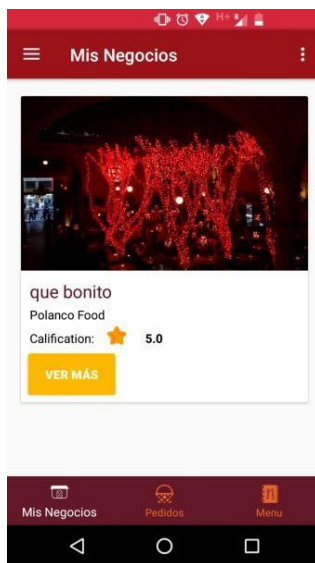 H+
Mis Negocios
que bonito
Polanco Food
Calification: 5.0
VER MÁS
Mis Negocios
Pedidos
Menu